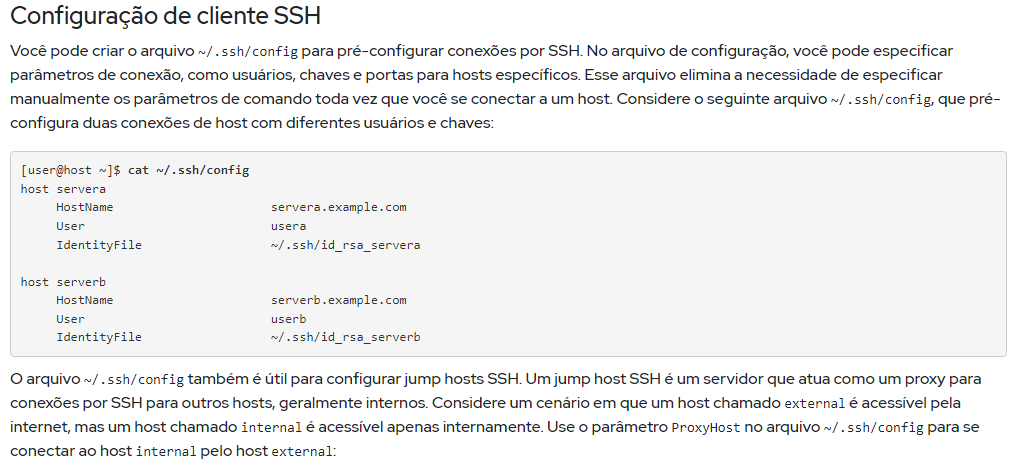 Configuração de cliente SSH
Você pode criar o arquivo ~/.ssh/config para pré-configurar conexões por SSH. No arquivo de configuração, você pode especificar
parâmetros de conexão, como usuários, chaves e portas para hosts específicos. Esse arquivo elimina a necessidade de especificar
manualmente os parâmetros de comando toda vez que você se conectar a um host. Considere o seguinte arquivo ~/.ssh/config, que pré-
configura duas conexões de host com diferentes usuários e chaves:
[user@host ~]$ cat ~/.ssh/config
host servera
HostName servera.example.com
User usera
IdentityFile ~/.ssh/id_rsa_servera
host serverb
HostName serverb.example.com
User userb
IdentityFile ~/.ssh/id_rsa_serverb
O arquivo ~/.ssh/config também é útil para configurar jump hosts SSH. Um jump host SSH é um servidor que atua como um proxy para
conexões por SSH para outros hosts, geralmente internos. Considere um cenário em que um host chamado external é acessível pela
internet, mas um host chamado internal é acessível apenas internamente. Use o parâmetro ProxyHost no arquivo ~/.ssh/config para se
conectar ao host internal pelo host external: